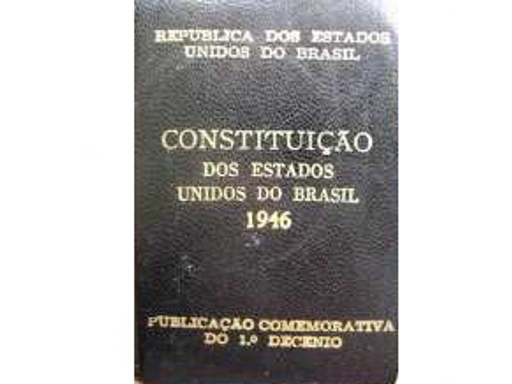 REPUBLICA DOS ESTADOS
UNIDOS DO BRASIL
CONSTITUIÇÃO
DOS ESTADOS
UNIDOS DO BRASIL
1946
PUBLICAÇÃO COMEMORATIVA
DO 1.º DECENIO